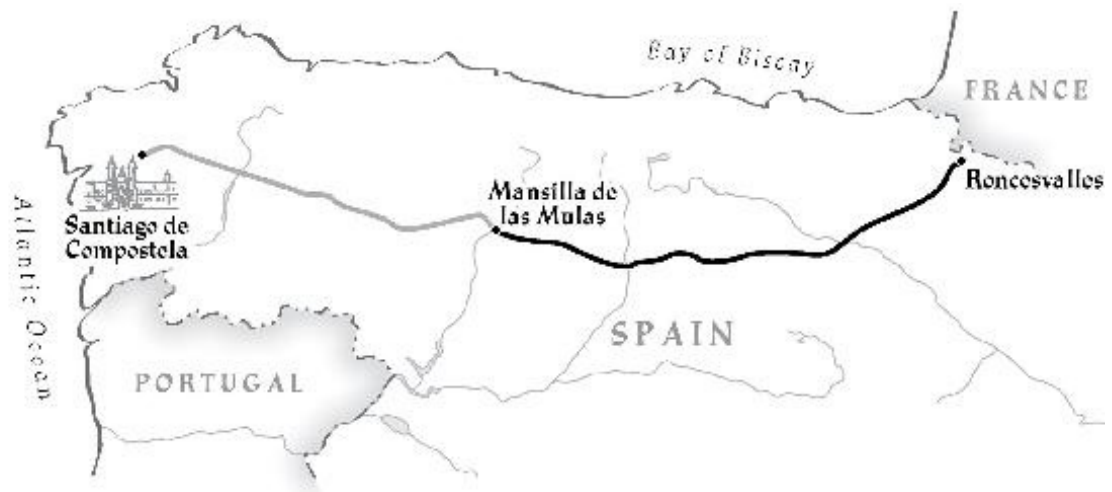 Bay of Biscay
FRANCE
Roncesvalles
Mansilla de
las Mulas
Santiago de
Compostela
Atlantic Ocean
SPAIN
PORTUGAL